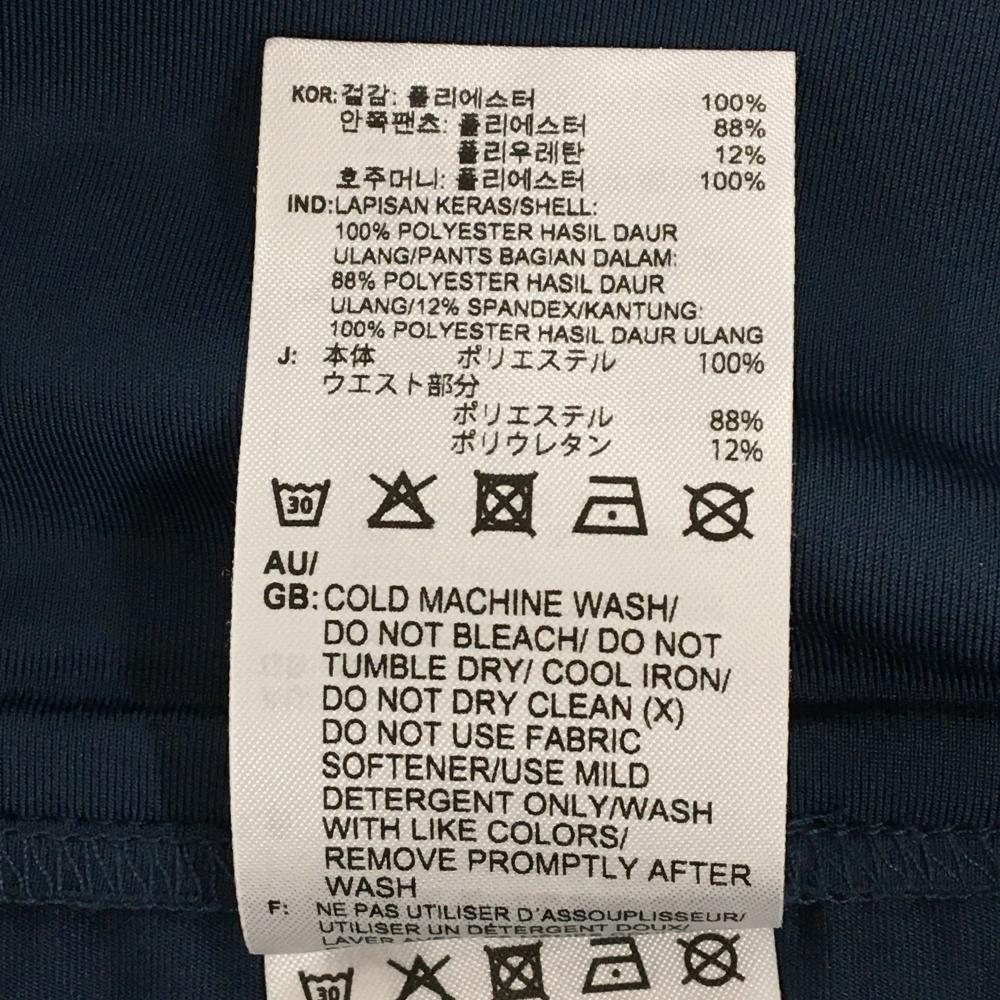 KOR: 겉감: 폴리에스터 100%
안쪽팬츠: 폴리에스터 88%
폴리우레탄 12%
호주머니: 폴리에스터 100%
IND: LAPISAN KERAS/SHELL:
100% POLYESTER HASIL DAUR
ULANG/PANTS BAGIAN DALAM:
88% POLYESTER HASIL DAUR
ULANG/12% SPANDEX/KANTUNG:
100% POLYESTER HASIL DAUR ULANG
J: 本体 ポリエステル 100%
ウエスト部分
ポリエステル 88%
ポリウレタン 12%
30
AU/
GB: COLD MACHINE WASH/
DO NOT BLEACH/ DO NOT
TUMBLE DRY/ COOL IRON/
DO NOT DRY CLEAN (X)
DO NOT USE FABRIC
SOFTENER/USE MILD
DETERGENT ONLY/WASH
WITH LIKE COLORS/
REMOVE PROMPTLY AFTER
WASH
F: NE PAS UTILISER D'ASSOUPLISSEUR/
UTILISER UN DÉTERGENT DOUX/
LAVER
30